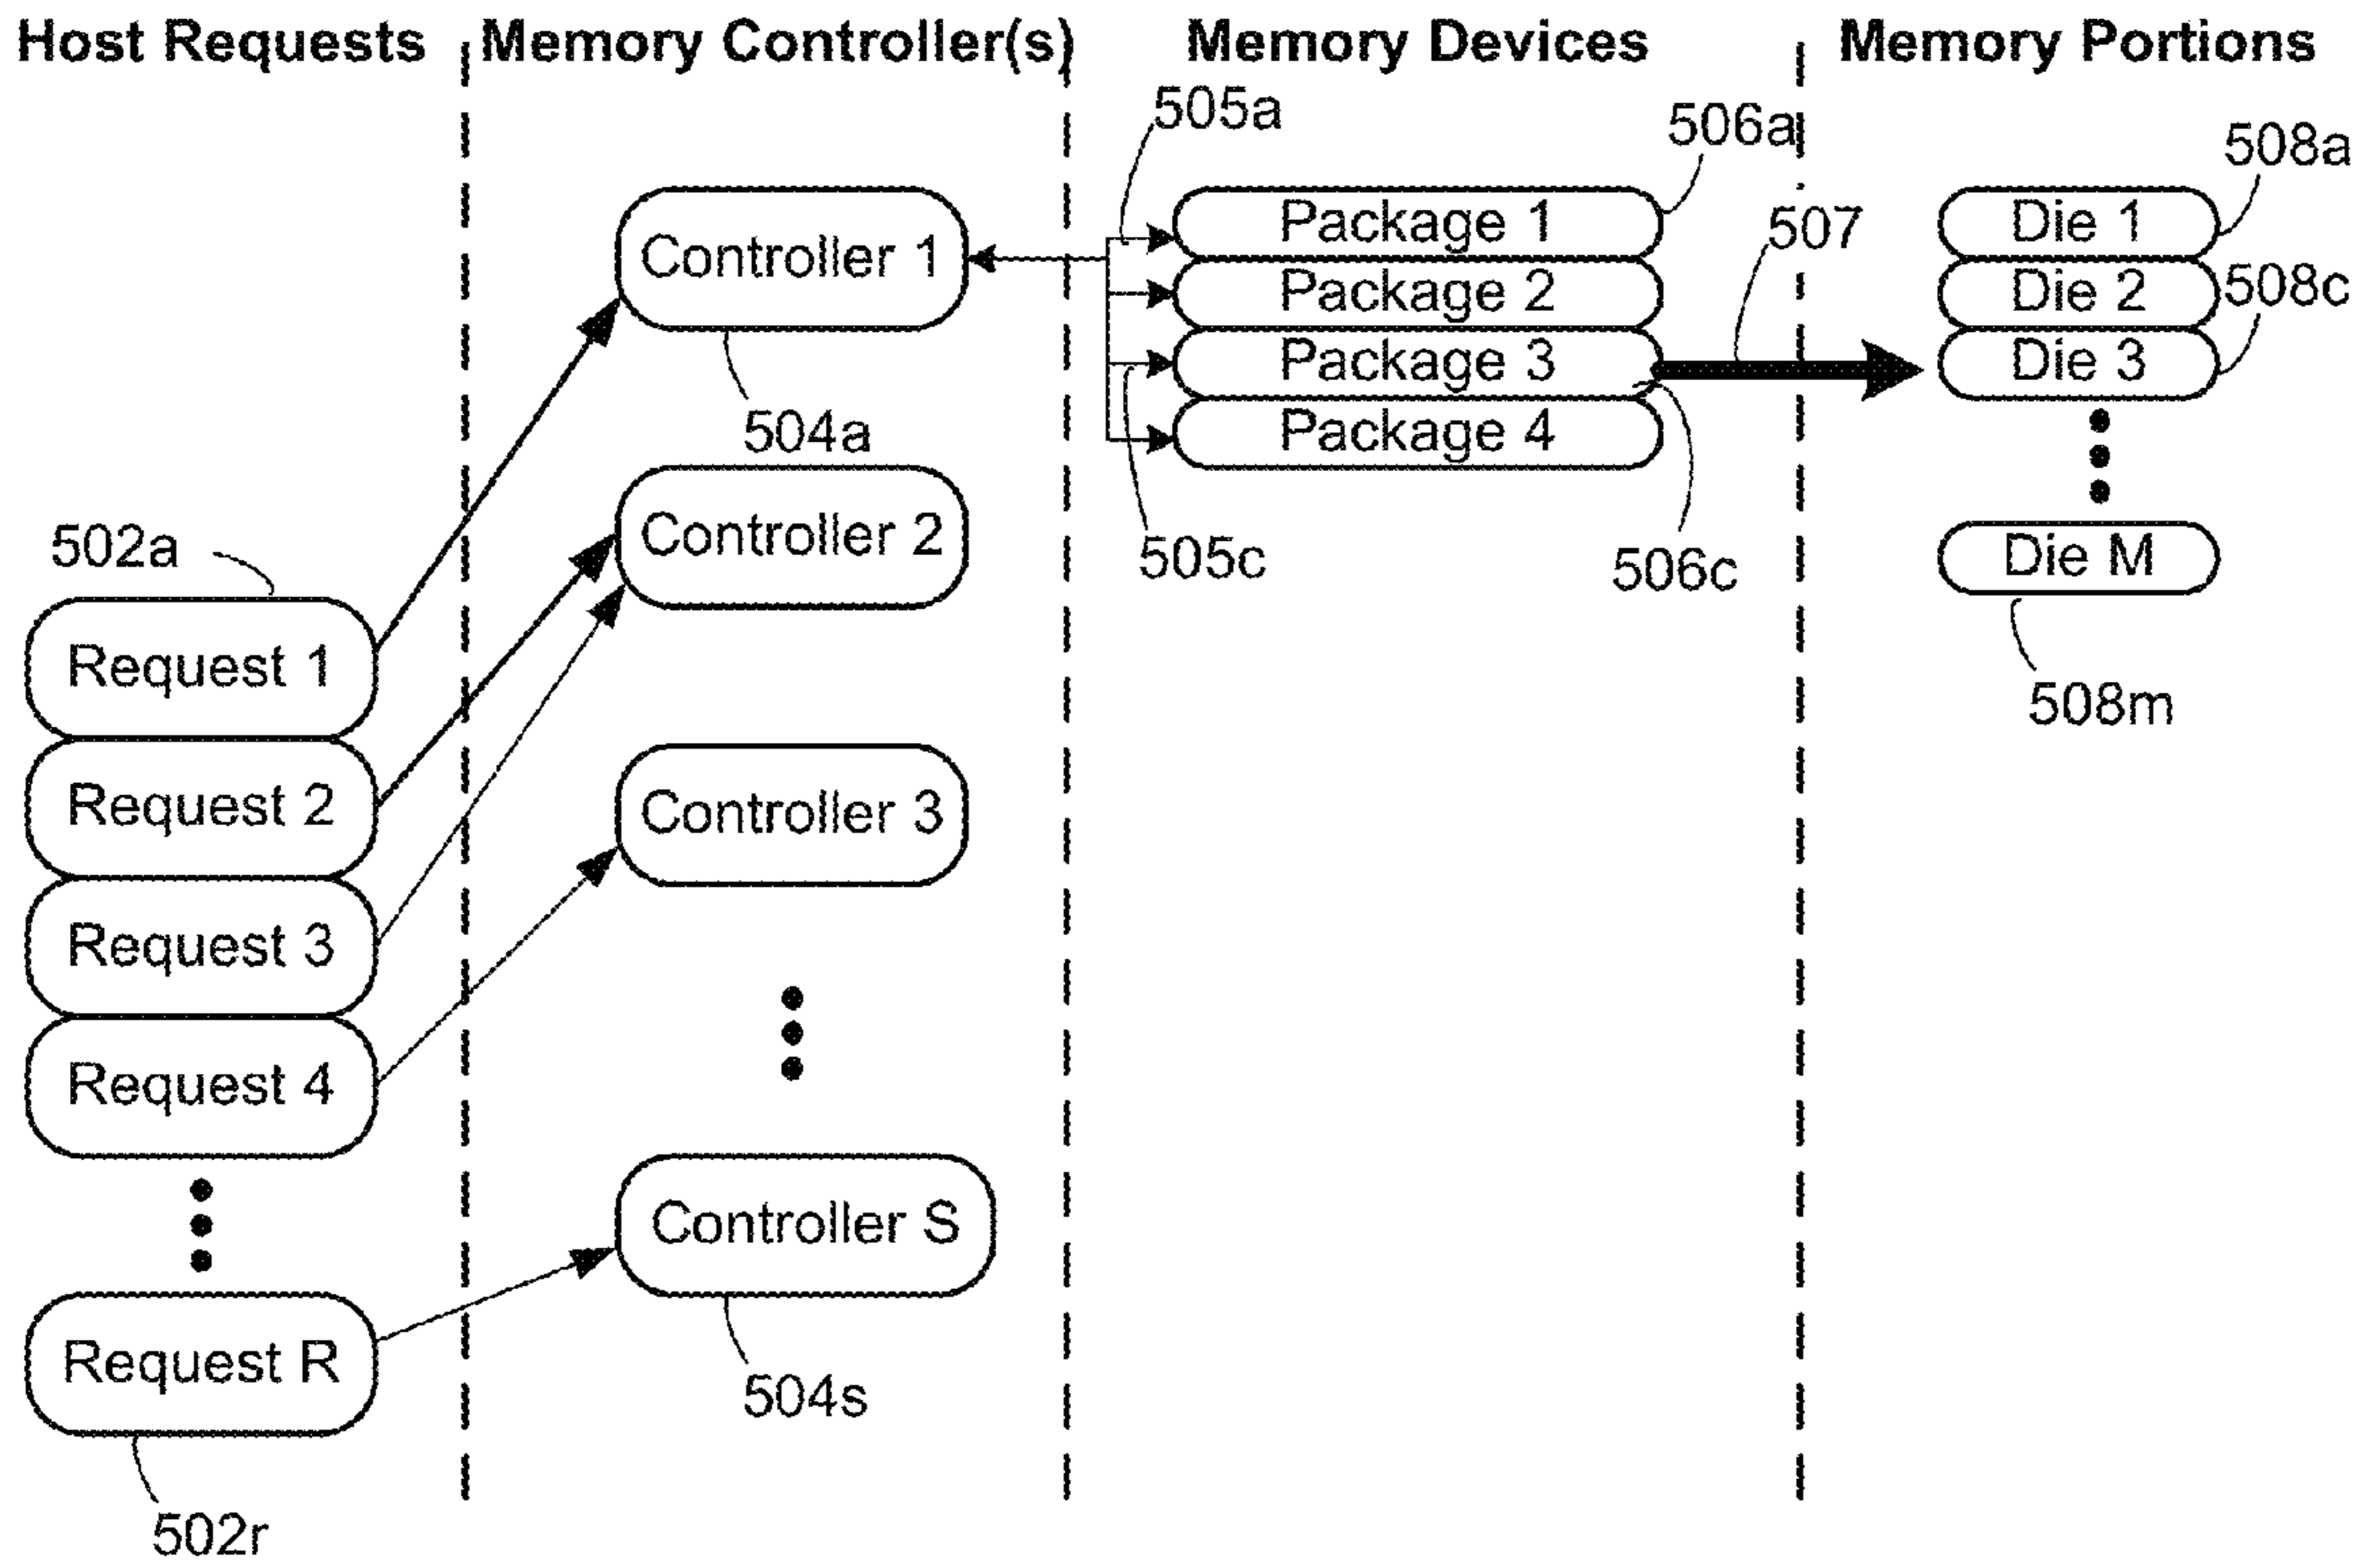 Host Requests
Memory Controller(s)
Memory Devices
Memory Portions
505a
506a
508a
Package 1
Die 1
507
Controller 1
Package 2
Die 2
508c
Package 3
Die 3
504a
Package 4
502a
Controller 2
505c
506c
Die M
Request 1
508m
Request 2
Controller 3
Request 3
Request 4
Controller S
Request R
504s
502r